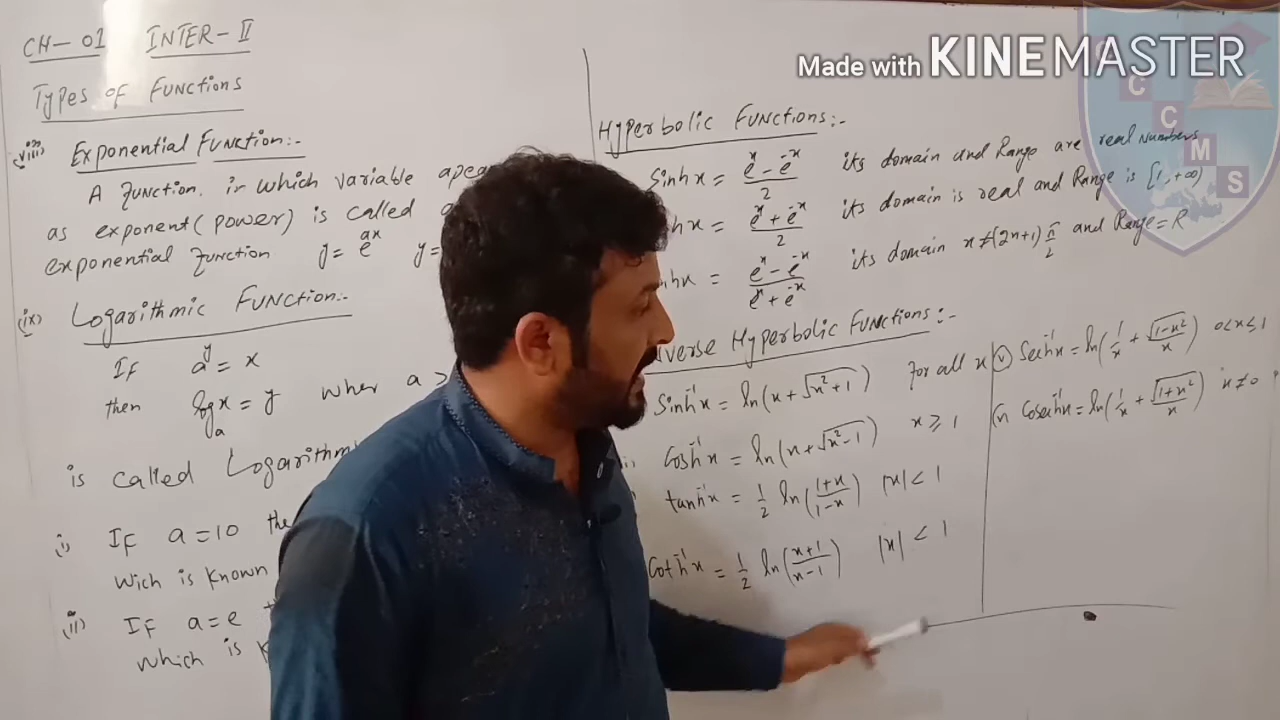 CH-01 INTER-II
Types of Functions
(viii) Exponential Function:-
A function. in which variable apea
as exponent (power) is called
exponential function y = e^ax y =
(ix) Logarithmic Function:-
IF a^y = x
then log_a x = y wher a >
is called Logarithm
(i) IF a = 10 the
wich is known
(ii) IF a = e
which is
Hyperbolic Functions:-
Sinhx = (e^x - e^-x)/2 its domain and Range are real numbers
shx = (e^x + e^-x)/2 its domain is real and Range is [1, +∞)
nhx = (e^x - e^-x)/(e^x + e^-x) its domain x ≠ (2n+1) π/2 and Range = R
verse Hyperbolic Functions:-
Sinh^-1 x = ln(x + √(x²+1)) For all x
Cosh^-1 x = ln(x + √(x²-1)) x ≥ 1
tanh^-1 x = 1/2 ln((1+x)/(1-x)) |x| < 1
Coth^-1 x = 1/2 ln((x+1)/(x-1)) |x| < 1
(v) Sech^-1 x = ln(1/x + √(1-x²)/x) 0<x≤1
Cosech^-1 x = ln(1/x + √(1+x²)/x) x ≠ 0
Made with KINEMASTER
C
C
M
S